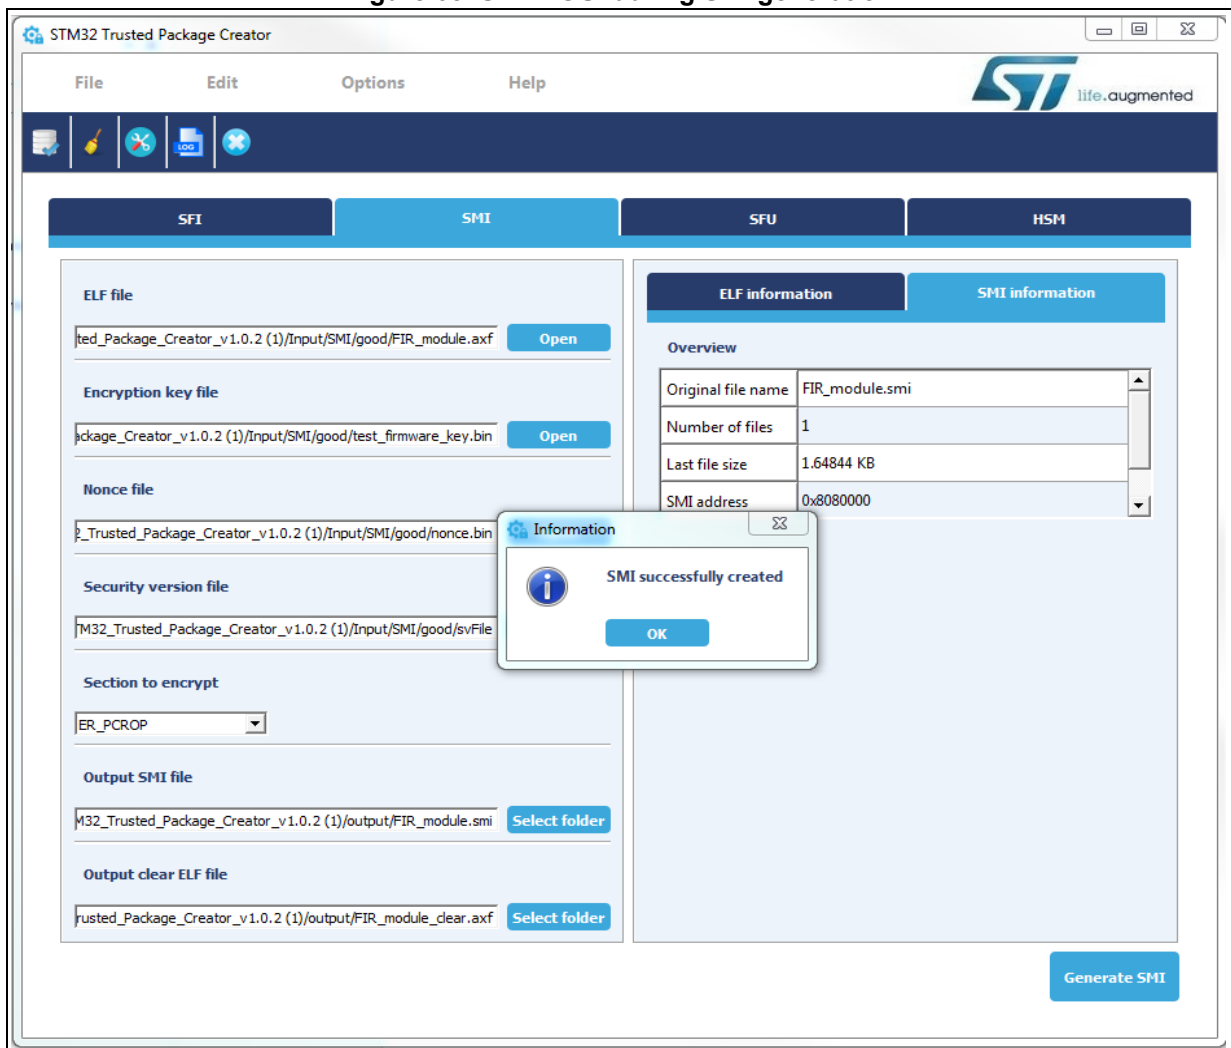 STM32 Trusted Package Creator
File Edit Options Help
life.augmented
LOG
SFI SMI SFU HSM
ELF file
ted_Package_Creator_v1.0.2 (1)/Input/SMI/good/FIR_module.axf Open
Encryption key file
ackage_Creator_v1.0.2 (1)/Input/SMI/good/test_firmware_key.bin Open
Nonce file
2_Trusted_Package_Creator_v1.0.2 (1)/Input/SMI/good/nonce.bin
Security version file
TM32_Trusted_Package_Creator_v1.0.2 (1)/Input/SMI/good/svFile
Section to encrypt
ER_PCROP
Output SMI file
M32_Trusted_Package_Creator_v1.0.2 (1)/output/FIR_module.smi Select folder
Output clear ELF file
rusted_Package_Creator_v1.0.2 (1)/output/FIR_module_clear.axf Select folder
ELF information SMI information
Overview
Original file name FIR_module.smi
Number of files 1
Last file size 1.64844 KB
SMI address 0x8080000
Information
SMI successfully created
OK
Generate SMI